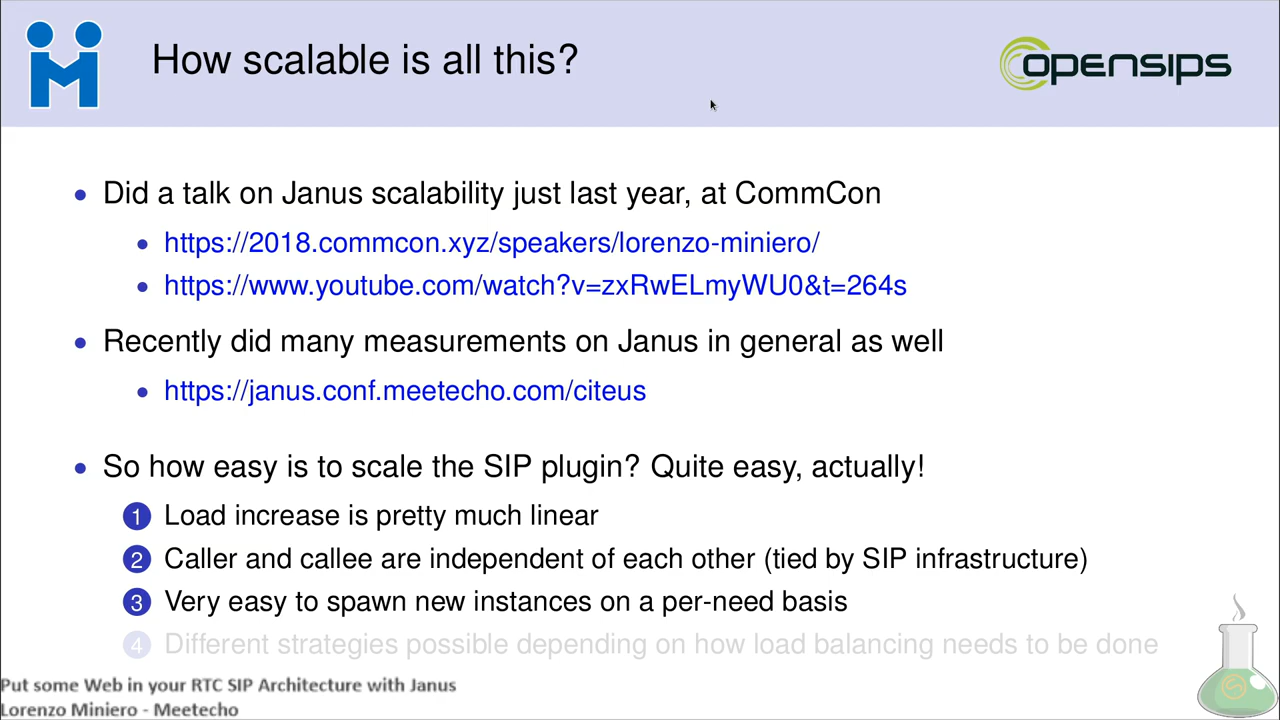 How scalable is all this?
opensips
• Did a talk on Janus scalability just last year, at CommCon
• https://2018.commcon.xyz/speakers/lorenzo-miniero/
• https://www.youtube.com/watch?v=zxRwELmyWU0&t=264s
• Recently did many measurements on Janus in general as well
• https://janus.conf.meetecho.com/citeus
• So how easy is to scale the SIP plugin? Quite easy, actually!
1 Load increase is pretty much linear
2 Caller and callee are independent of each other (tied by SIP infrastructure)
3 Very easy to spawn new instances on a per-need basis
4 Different strategies possible depending on how load balancing needs to be done
Put some Web in your RTC SIP Architecture with Janus
Lorenzo Miniero - Meetecho